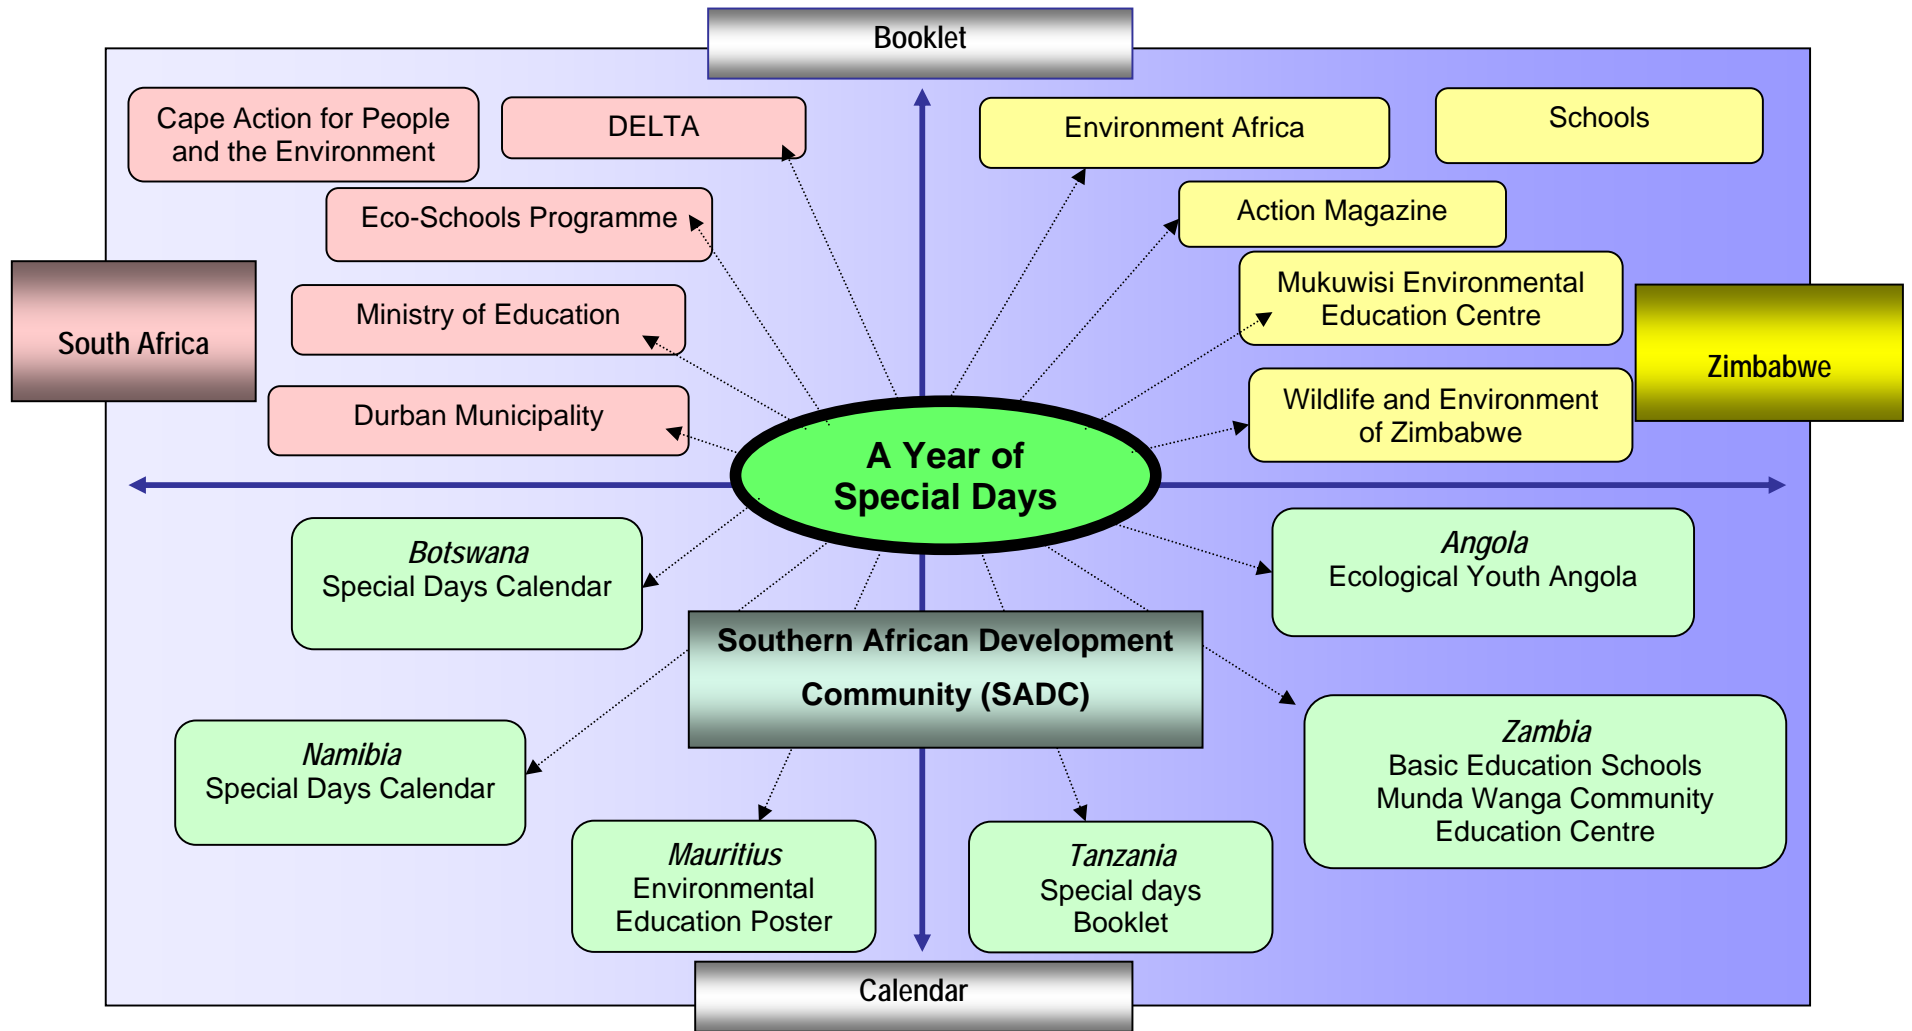 Booklet
Cape Action for People
and the Environment
DELTA
Environment Africa
Schools
Eco-Schools Programme
Action Magazine
Ministry of Education
Mukuwisi Environmental
Education Centre
South Africa
Zimbabwe
Durban Municipality
Wildlife and Environment
of Zimbabwe
A Year of
Special Days
Botswana
Special Days Calendar
Angola
Ecological Youth Angola
Southern African Development
Community (SADC)
Namibia
Special Days Calendar
Zambia
Basic Education Schools
Munda Wanga Community
Education Centre
Mauritius
Environmental
Education Poster
Tanzania
Special days
Booklet
Calendar